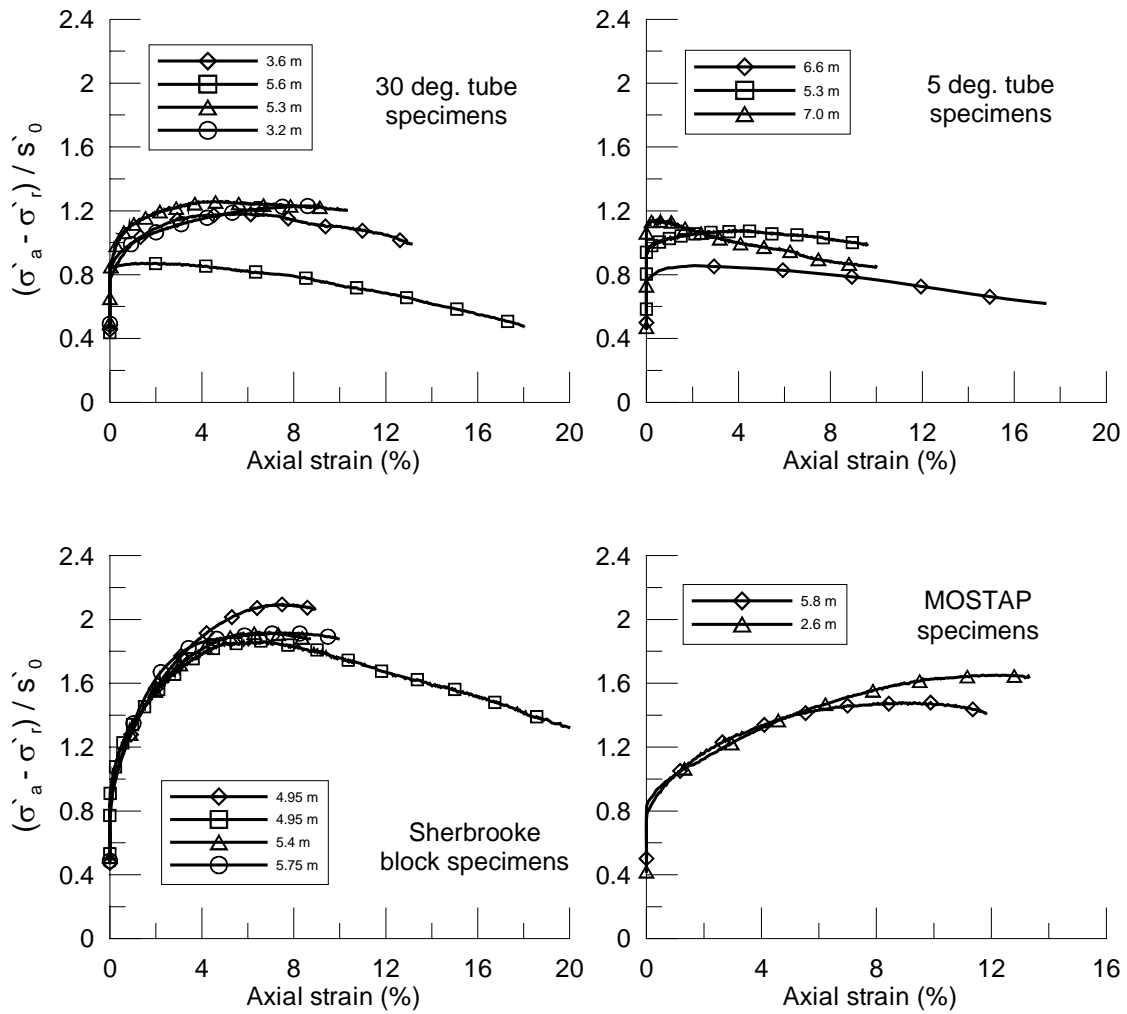 2.4
2
1.6
1.2
0.8
0.4
0
(σ`a - σ`r) / s`0
3.6 m
5.6 m
5.3 m
3.2 m
30 deg. tube
specimens
0 4 8 12 16 20
Axial strain (%)
2.4
2
1.6
1.2
0.8
0.4
0
6.6 m
5.3 m
7.0 m
5 deg. tube
specimens
0 4 8 12 16 20
Axial strain (%)
2.4
2
1.6
1.2
0.8
0.4
0
(σ`a - σ`r) / s`0
4.95 m
4.95 m
5.4 m
5.75 m
Sherbrooke
block specimens
0 4 8 12 16 20
Axial strain (%)
2.4
2
1.6
1.2
0.8
0.4
0
5.8 m
2.6 m
MOSTAP
specimens
0 4 8 12 16
Axial strain (%)